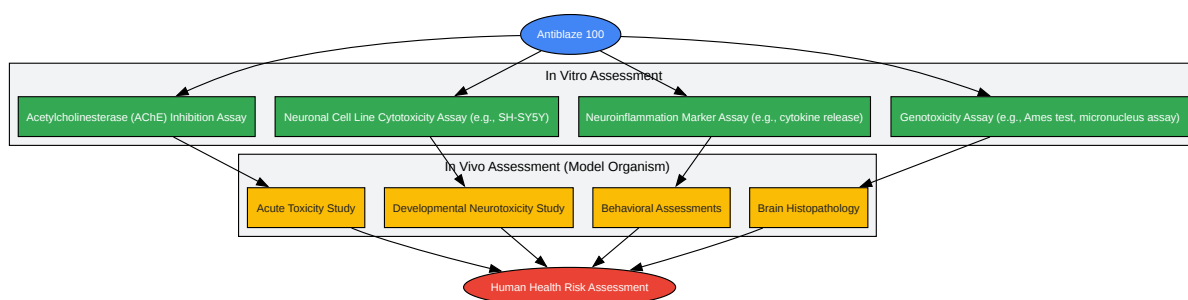 Antiblaze 100
In Vitro Assessment
Acetylcholinesterase (AChE) Inhibition Assay
Neuronal Cell Line Cytotoxicity Assay (e.g., SH-SY5Y)
Neuroinflammation Marker Assay (e.g., cytokine release)
Genotoxicity Assay (e.g., Ames test, micronucleus assay)
In Vivo Assessment (Model Organism)
Acute Toxicity Study
Developmental Neurotoxicity Study
Behavioral Assessments
Brain Histopathology
Human Health Risk Assessment